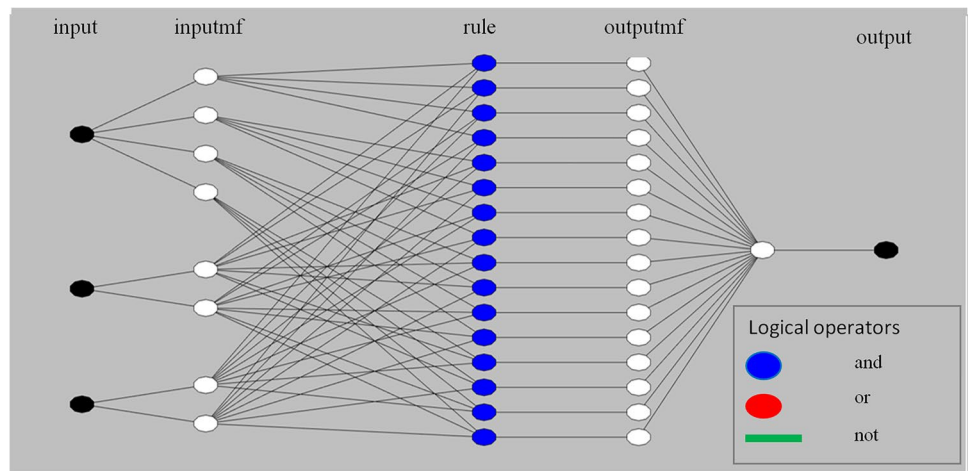 input
inputmf
rule
outputmf
output
Logical operators
and
or
not